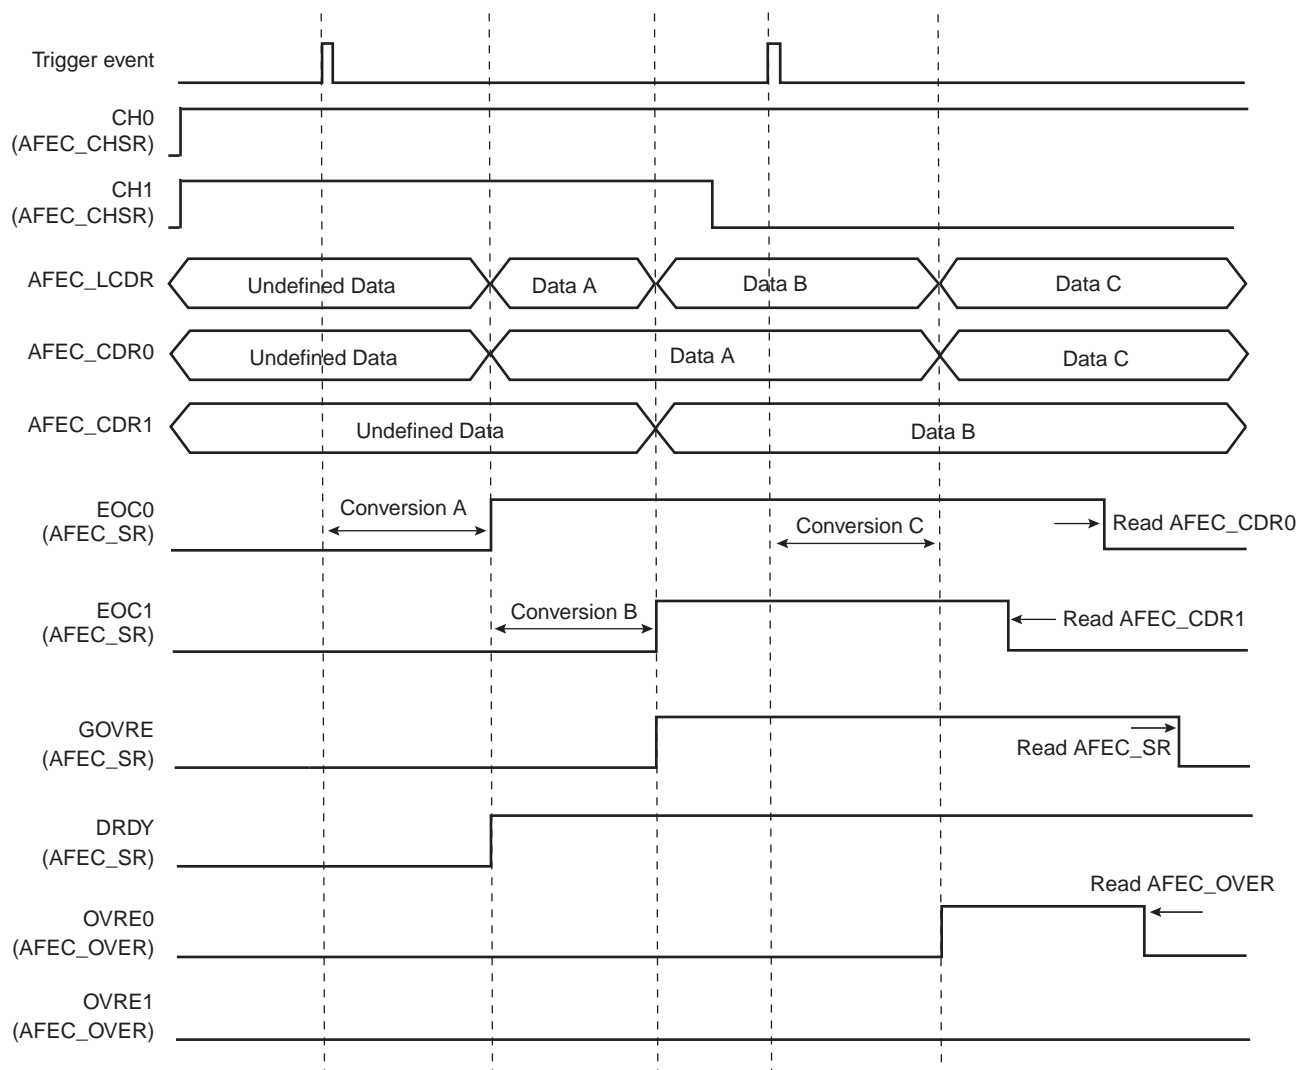 Trigger event
CH0
(AFEC_CHSR)
CH1
(AFEC_CHSR)
AFEC_LCDR
Undefined Data
Data A
Data B
Data C
AFEC_CDR0
Undefined Data
Data A
Data C
AFEC_CDR1
Undefined Data
Data B
EOC0
(AFEC_SR)
Conversion A
Conversion C
Read AFEC_CDR0
EOC1
(AFEC_SR)
Conversion B
Read AFEC_CDR1
GOVRE
(AFEC_SR)
Read AFEC_SR
DRDY
(AFEC_SR)
Read AFEC_OVER
OVRE0
(AFEC_OVER)
OVRE1
(AFEC_OVER)